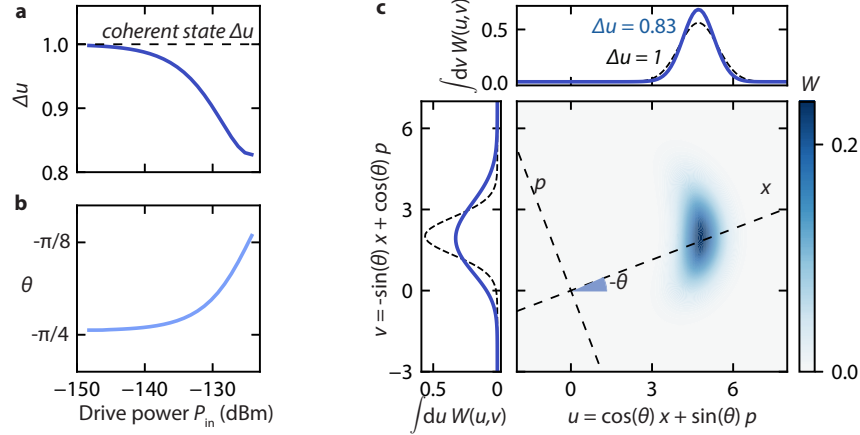 a
coherent state Δu
1.0
0.9
0.8
Δu
b
-π/8
-π/4
θ
−150
−140
−130
Drive power P_in (dBm)
c
∫dv W(u,v)
0.5
0.0
Δu = 0.83
Δu = 1
v = -sin(θ) x + cos(θ) p
6
3
0
−3
0.5
0
∫du W(u,v)
p
x
-θ
0
3
6
u = cos(θ) x + sin(θ) p
W
0.2
0.0